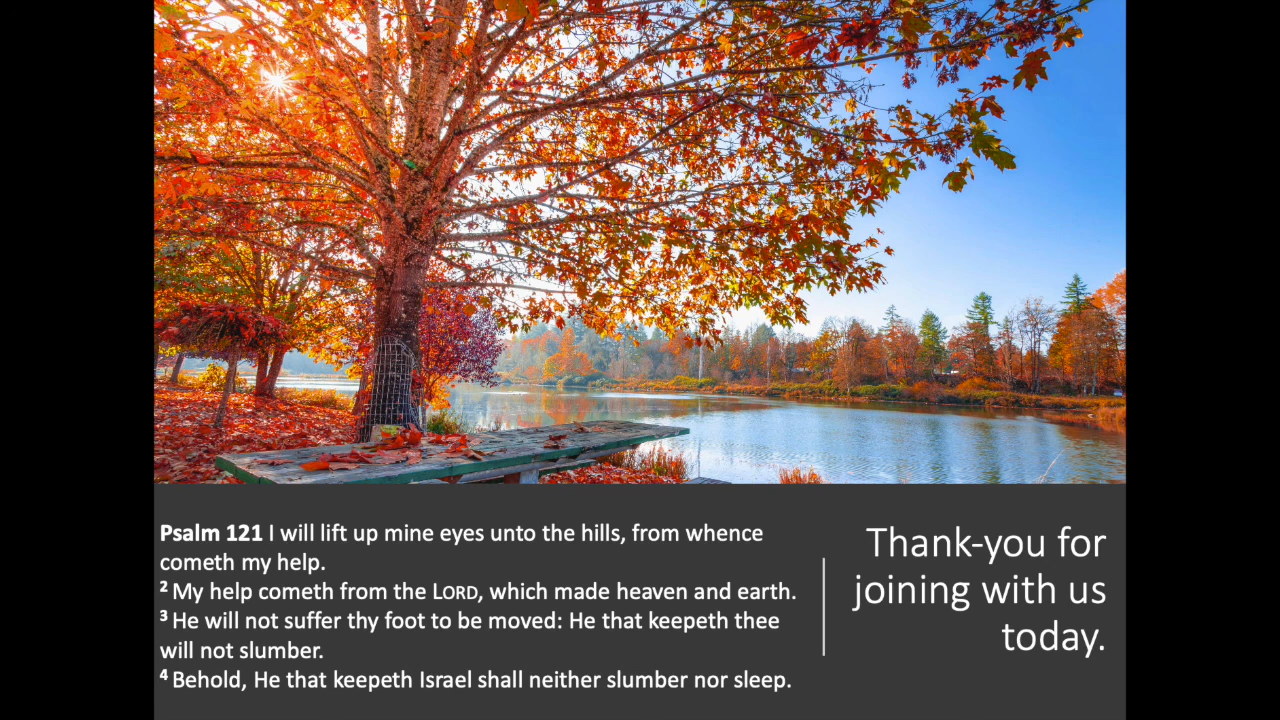 Psalm 121 I will lift up mine eyes unto the hills, from whence
cometh my help.
² My help cometh from the LORD, which made heaven and earth.
³ He will not suffer thy foot to be moved: He that keepeth thee
will not slumber.
⁴ Behold, He that keepeth Israel shall neither slumber nor sleep.
Thank-you for
joining with us
today.